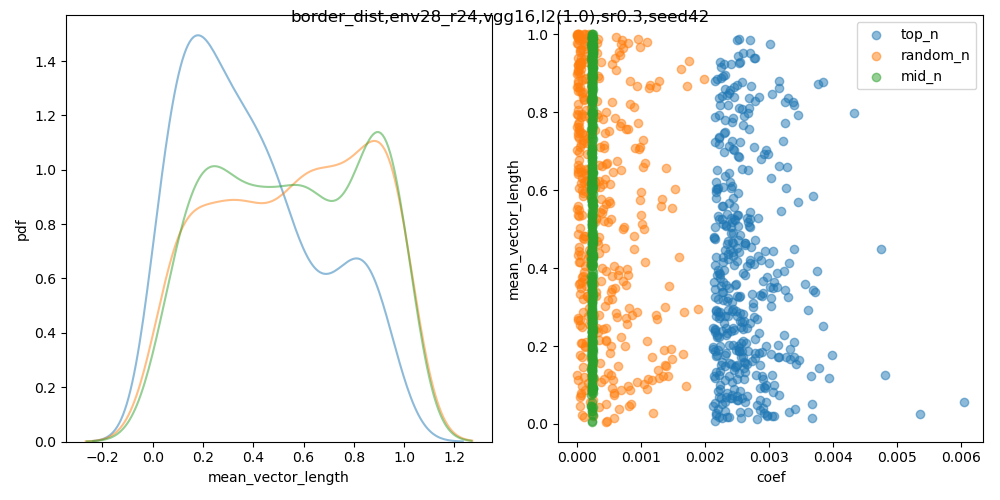 border_dist,env28_r24,vgg16,l2(1.0),sr0.3,seed42
pdf
1.4
1.2
1.0
0.8
0.6
0.4
0.2
0.0
−0.2 0.0 0.2 0.4 0.6 0.8 1.0 1.2
mean_vector_length
mean_vector_length
1.0
0.8
0.6
0.4
0.2
0.0
0.000 0.001 0.002 0.003 0.004 0.005 0.006
coef
top_n
random_n
mid_n